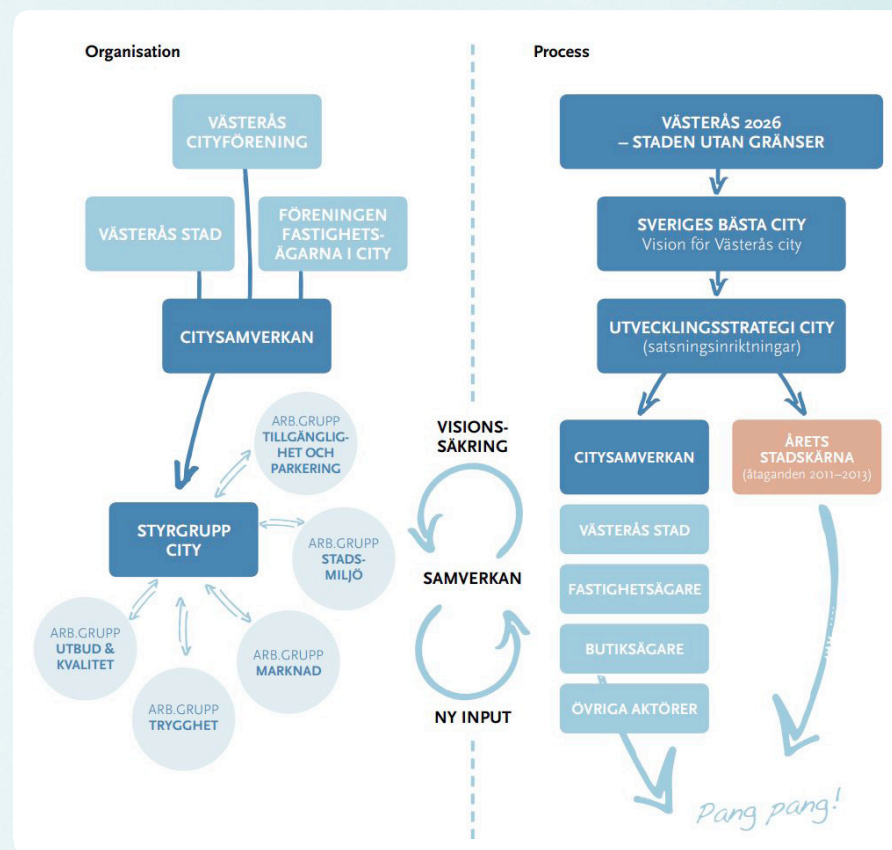 Organisation
VÄSTERÅS
CITYFÖRENING
VÄSTERÅS STAD
FÖRENINGEN
FASTIGHETS-
ÄGARNA I CITY
CITYSAMVERKAN
ARB.GRUPP
TILLGÄNGLIG-
HET OCH
PARKERING
STYRGRUPP
CITY
ARB.GRUPP
STADS-
MILJÖ
ARB.GRUPP
UTBUD &
KVALITET
ARB.GRUPP
MARKNAD
ARB.GRUPP
TRYGGHET
VISIONS-
SÄKRING
SAMVERKAN
NY INPUT
Process
VÄSTERÅS 2026
– STADEN UTAN GRÄNSER
SVERIGES BÄSTA CITY
Vision för Västerås city
UTVECKLINGSSTRATEGI CITY
(satsningsinriktningar)
CITYSAMVERKAN
ÅRETS
STADSKÄRNA
(åtaganden 2011–2013)
VÄSTERÅS STAD
FASTIGHETSÄGARE
BUTIKSÄGARE
ÖVRIGA AKTÖRER
Pang pang!